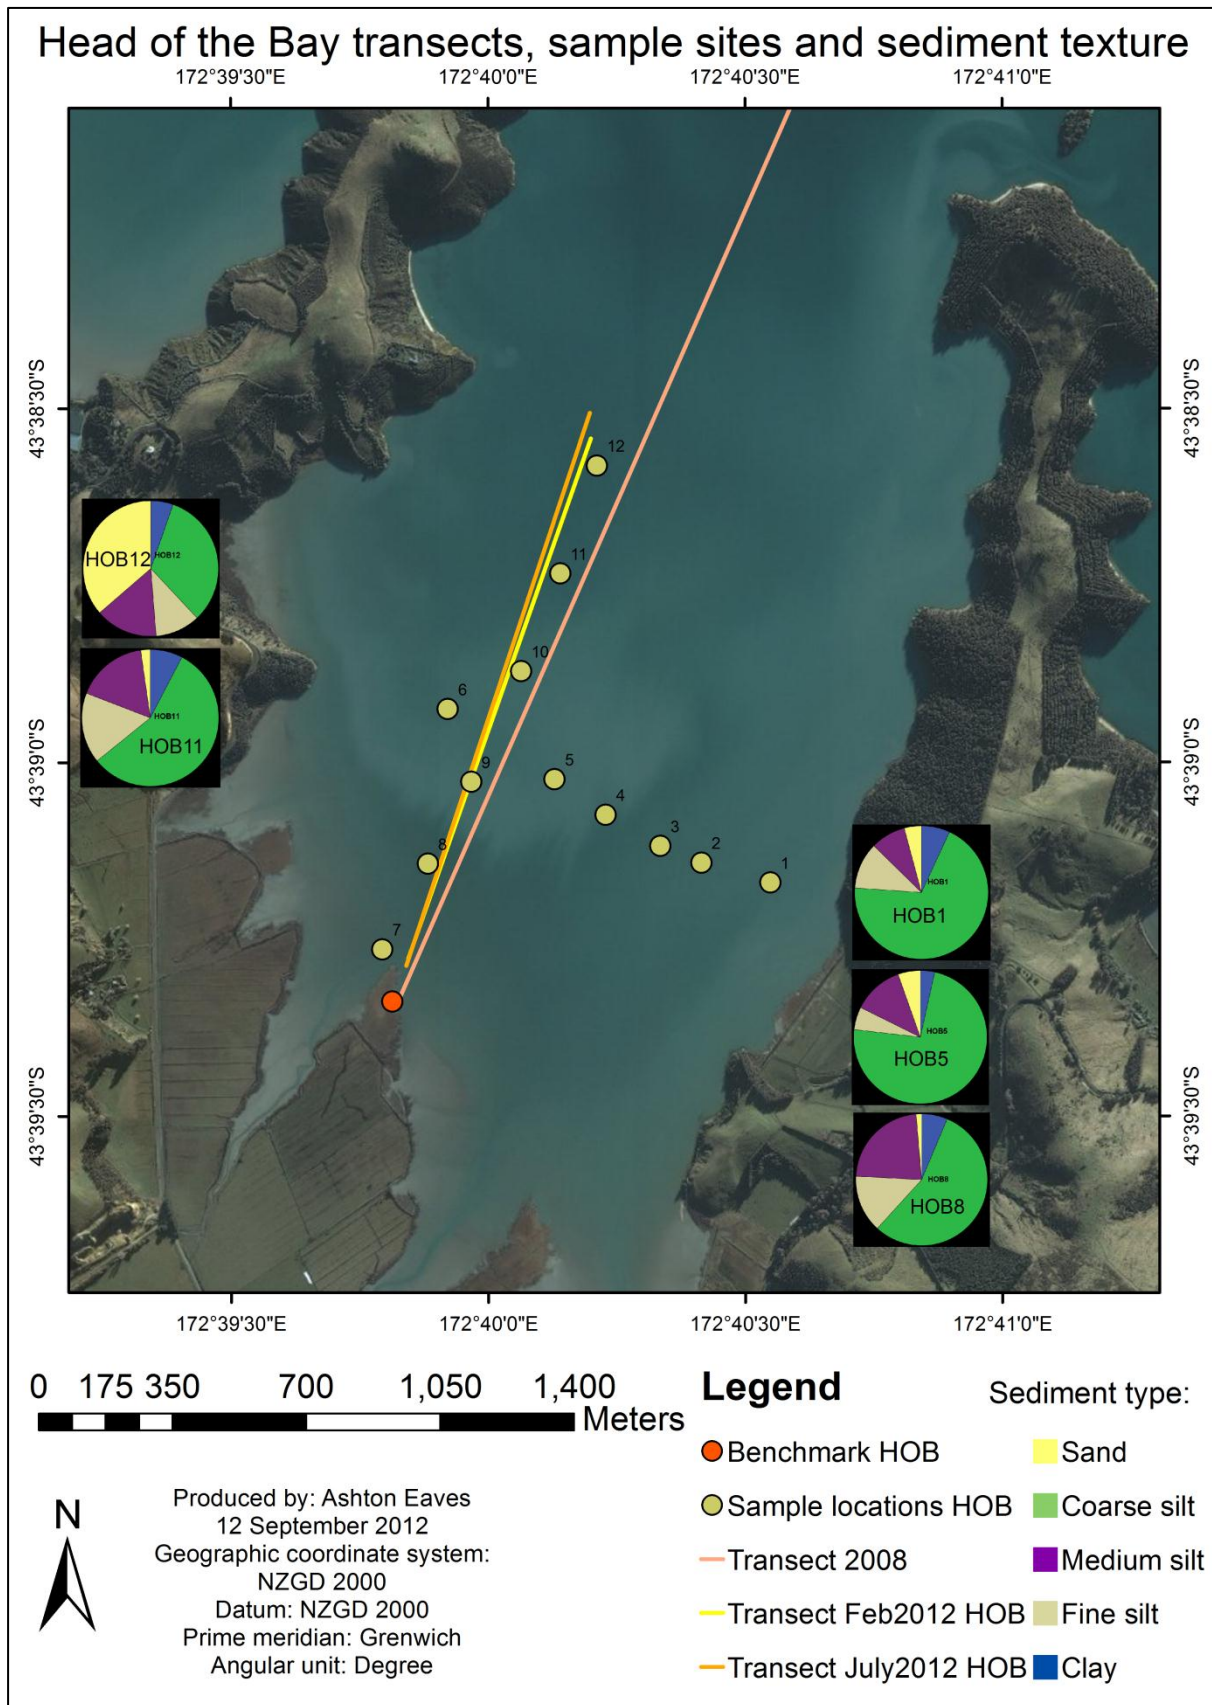 Head of the Bay transects, sample sites and sediment texture
172°39'30"E 172°40'0"E 172°40'30"E 172°41'0"E
43°38'30"S 43°38'30"S
12
HOB12 HOB12
11
10
6
HOB11
HOB11
43°39'0"S 43°39'0"S
9 5
4
3
2
8
1
HOB1
HOB1
7
HOB5
HOB5
43°39'30"S 43°39'30"S
HOB8
HOB8
172°39'30"E 172°40'0"E 172°40'30"E 172°41'0"E
0 175 350 700 1,050 1,400
Meters
Legend
Sediment type:
Benchmark HOB
Sand
Sample locations HOB
Coarse silt
Transect 2008
Medium silt
Transect Feb2012 HOB
Fine silt
Transect July2012 HOB
Clay
N
Produced by: Ashton Eaves
12 September 2012
Geographic coordinate system:
NZGD 2000
Datum: NZGD 2000
Prime meridian: Grenwich
Angular unit: Degree